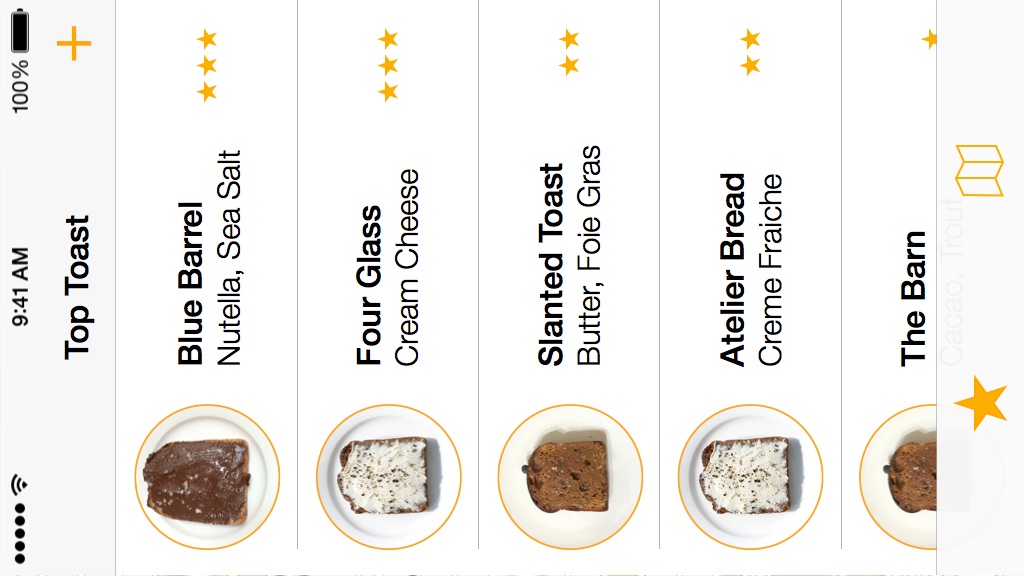 9:41 AM
100%
Top Toast
Blue Barrel
Nutella, Sea Salt
Four Glass
Cream Cheese
Slanted Toast
Butter, Foie Gras
Atelier Bread
Creme Fraiche
The Barn
Cacao, Trout